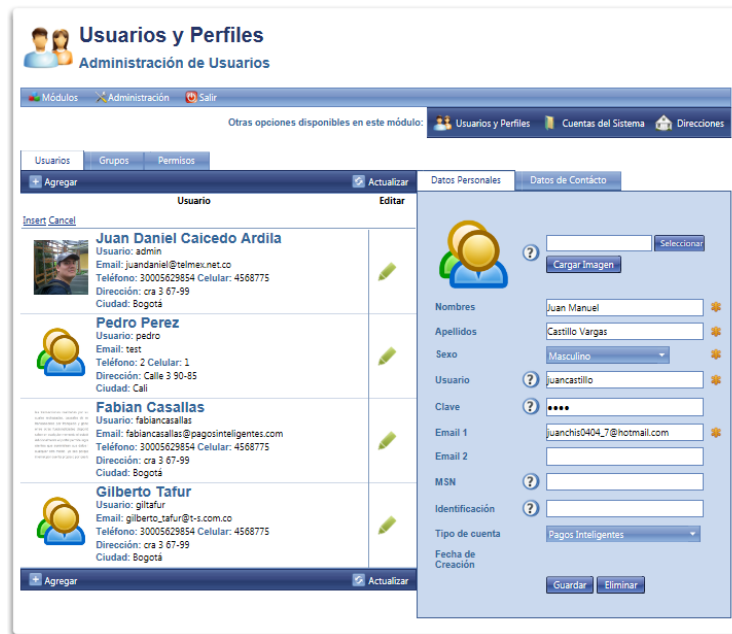 Usuarios y Perfiles
Administración de Usuarios
Módulos Administración Salir
Otras opciones disponibles en este módulo: Usuarios y Perfiles Cuentas del Sistema Direcciones
Usuarios Grupos Permisos
Agregar Actualizar
Usuario Editar
Insert Cancel
Juan Daniel Caicedo Ardila
Usuario: admin
Email: juandaniel@telmex.net.co
Teléfono: 30005629854 Celular: 4568775
Dirección: cra 3 67-99
Ciudad: Bogotá
Pedro Perez
Usuario: pedro
Email: test
Teléfono: 2 Celular: 1
Dirección: Calle 3 90-85
Ciudad: Cali
Fabian Casallas
Usuario: fabiancasallas
Email: fabiancasallas@pagosinteligentes.com
Teléfono: 30005629854 Celular: 4568775
Dirección: cra 3 67-99
Ciudad: Bogotá
Gilberto Tafur
Usuario: giltafur
Email: gilberto_tafur@t-s.com.co
Teléfono: 30005629854 Celular: 4568775
Dirección: cra 3 67-99
Ciudad: Bogotá
Agregar Actualizar
Datos Personales Datos de Contácto
Seleccionar
Cargar Imagen
Nombres Juan Manuel
Apellidos Castillo Vargas
Sexo Masculino
Usuario juancastillo
Clave ••••
Email 1 juanchis0404_7@hotmail.com
Email 2
MSN
Identificación
Tipo de cuenta Pagos Inteligentes
Fecha de
Creación
Guardar Eliminar